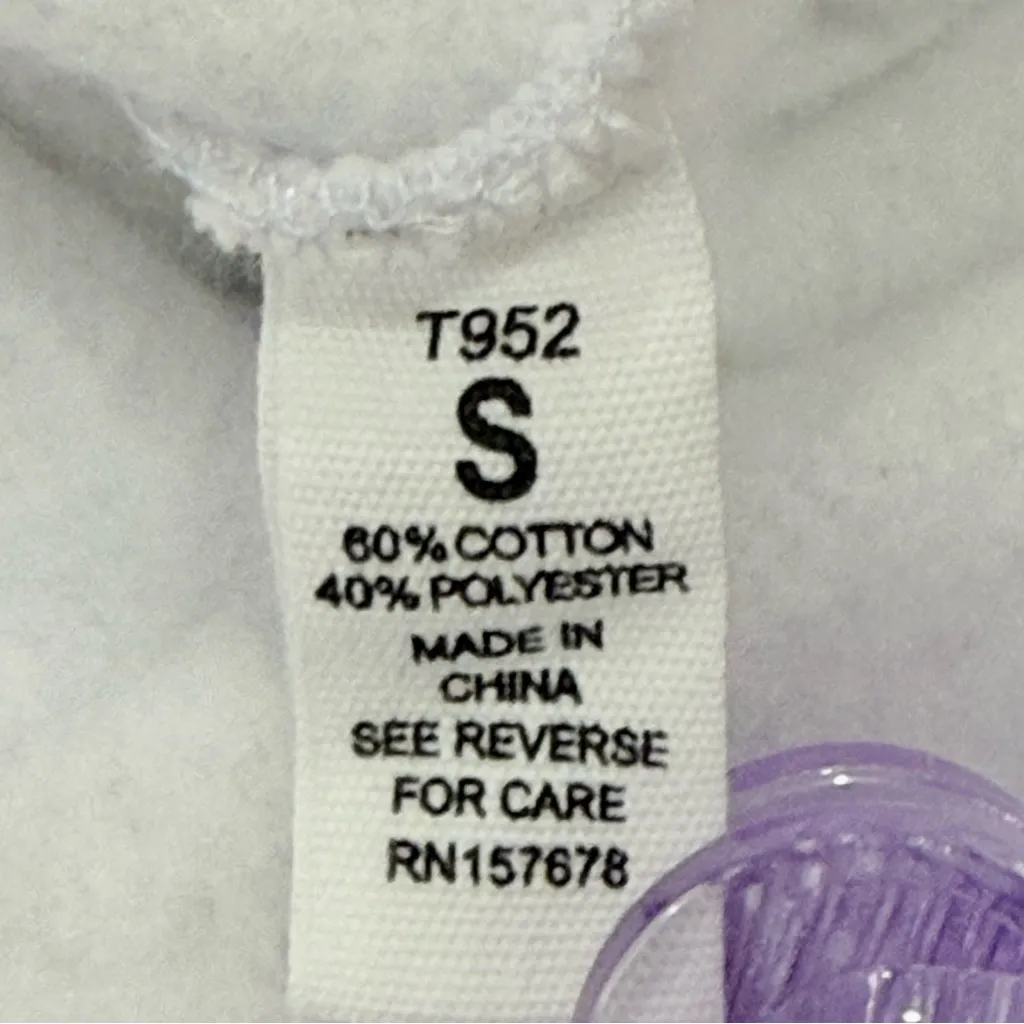 T952
S
60% COTTON
40% POLYESTER
MADE IN
CHINA
SEE REVERSE
FOR CARE
RN157678